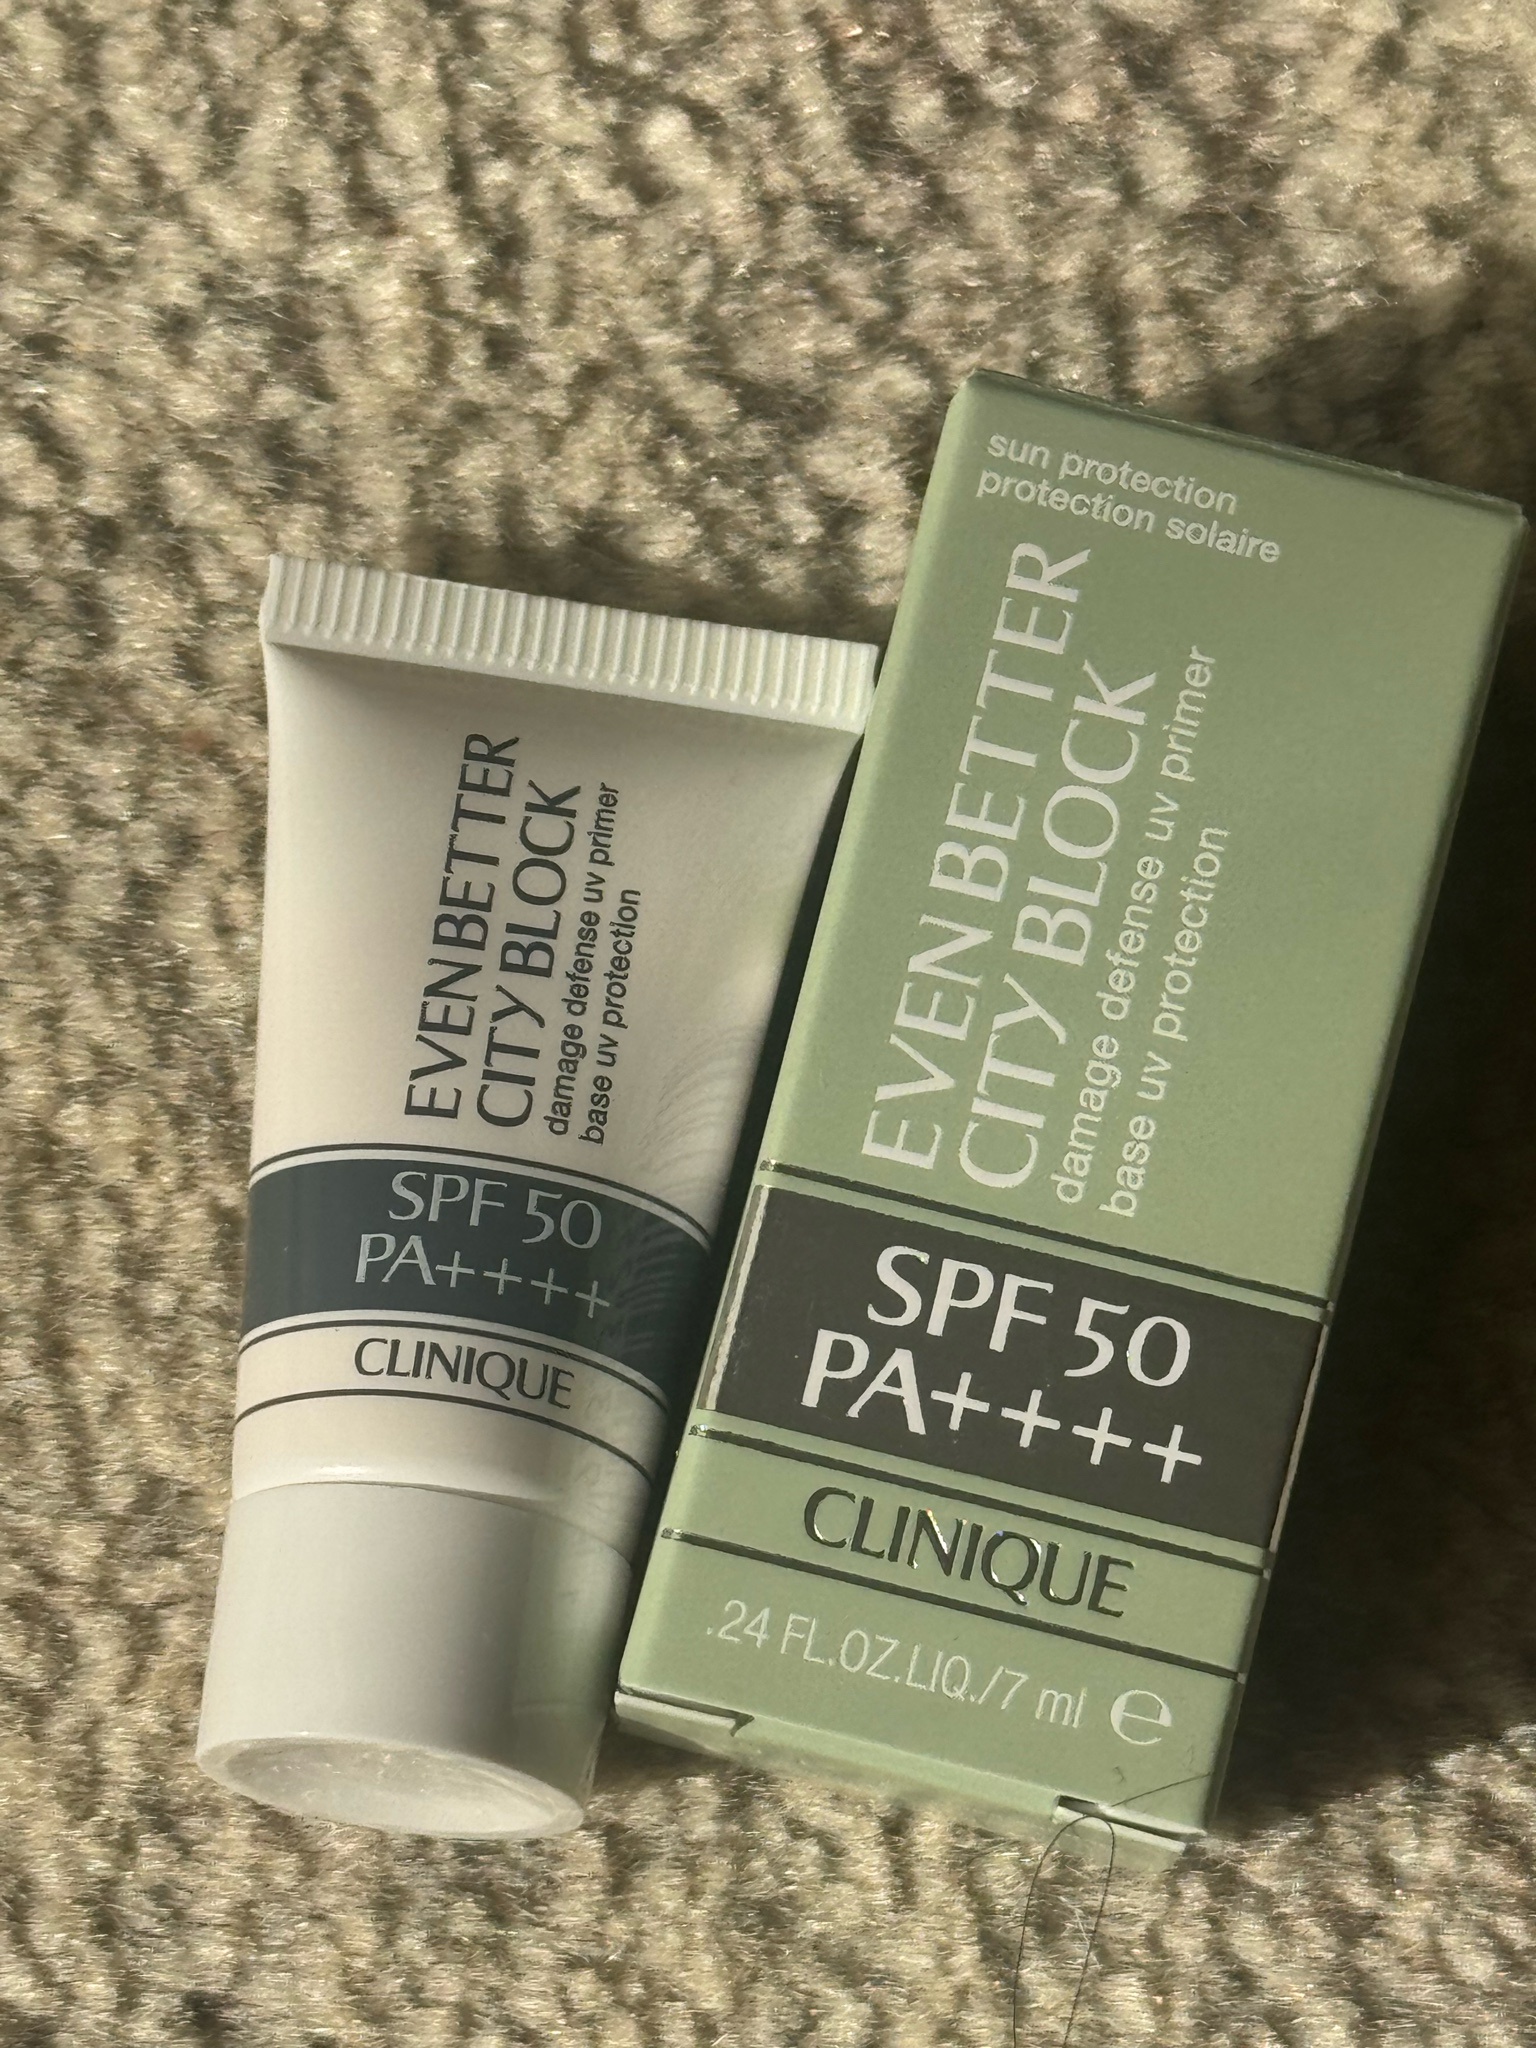 EVEN BETTER
CITY BLOCK
damage defense uv primer
base uv protection
SPF 50
PA++++
CLINIQUE
sun protection
protection solaire
EVEN BETTER
CITY BLOCK
damage defense uv primer
base uv protection
SPF 50
PA++++
CLINIQUE
.24 FL.OZ.LIQ./7 ml ℮